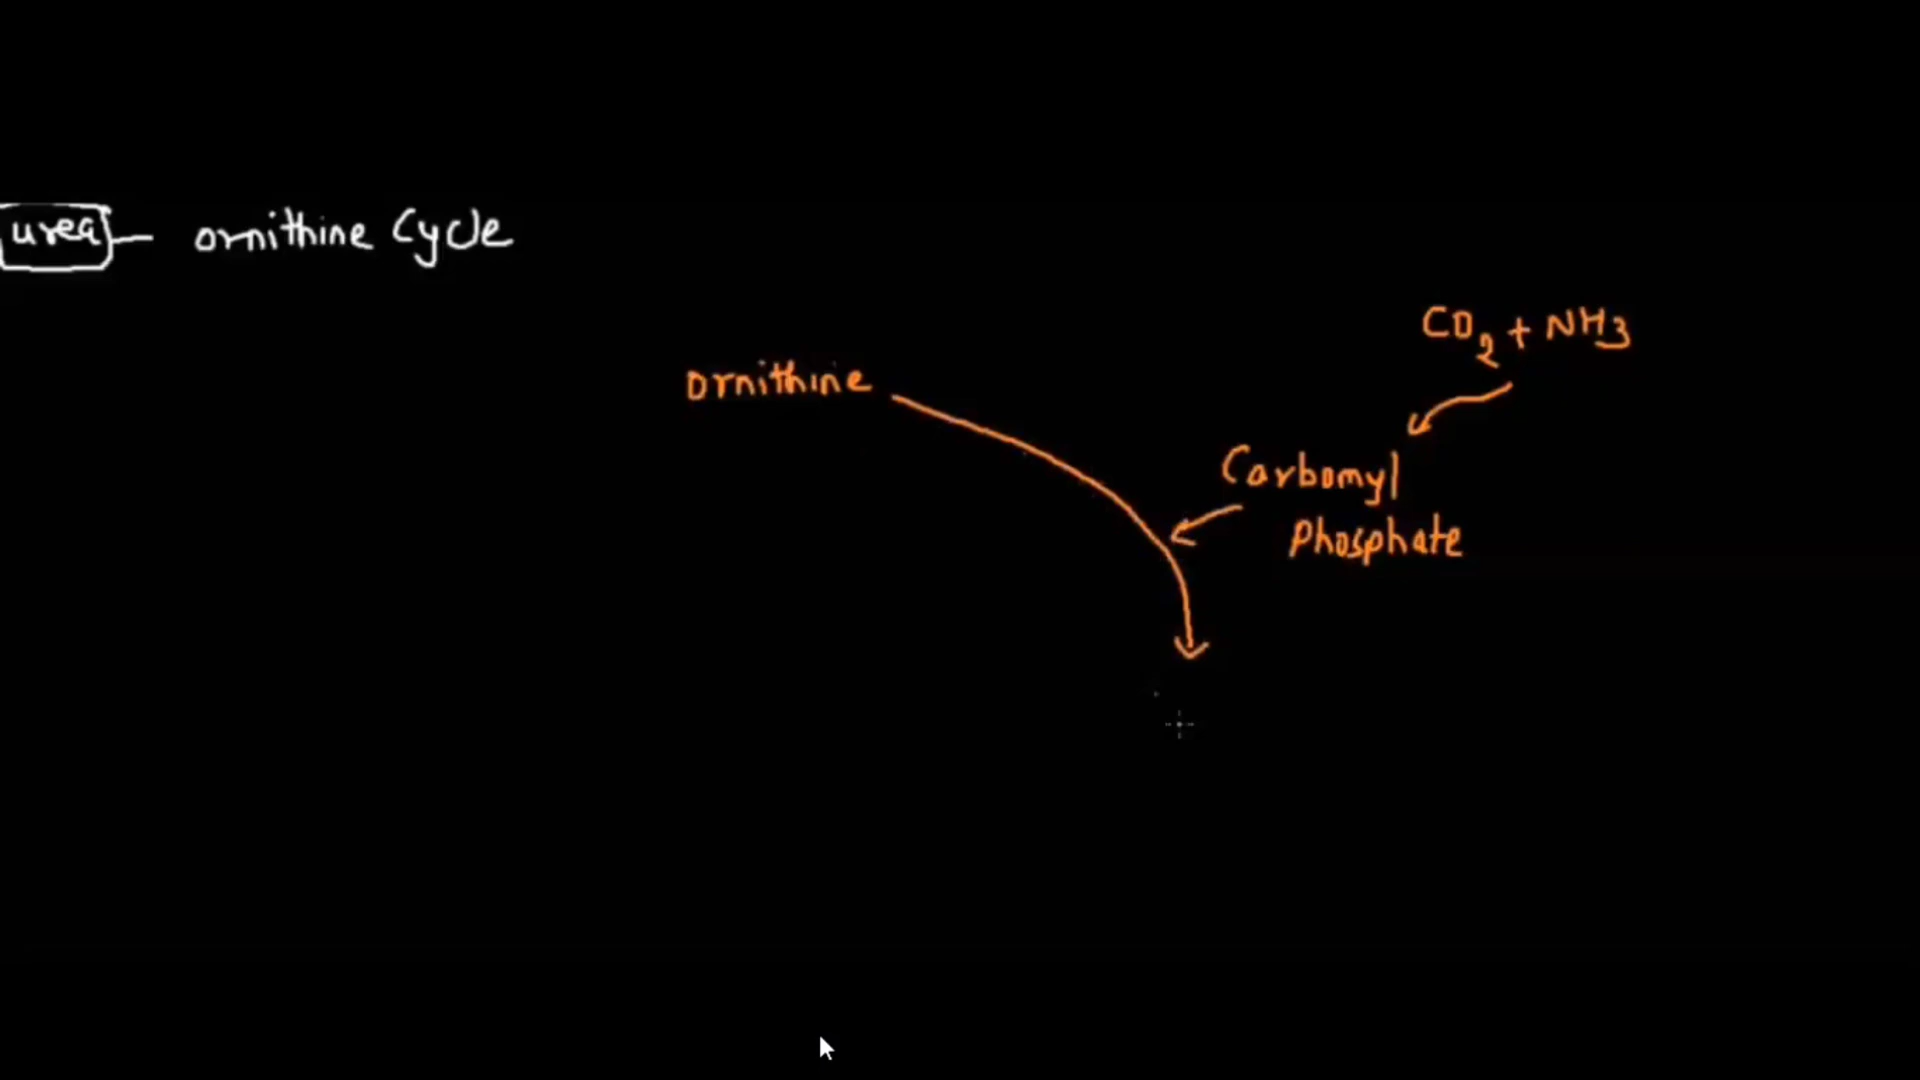 urea - ornithine Cycle
CO2 + NH3
ornithine
Carbomyl
Phosphate